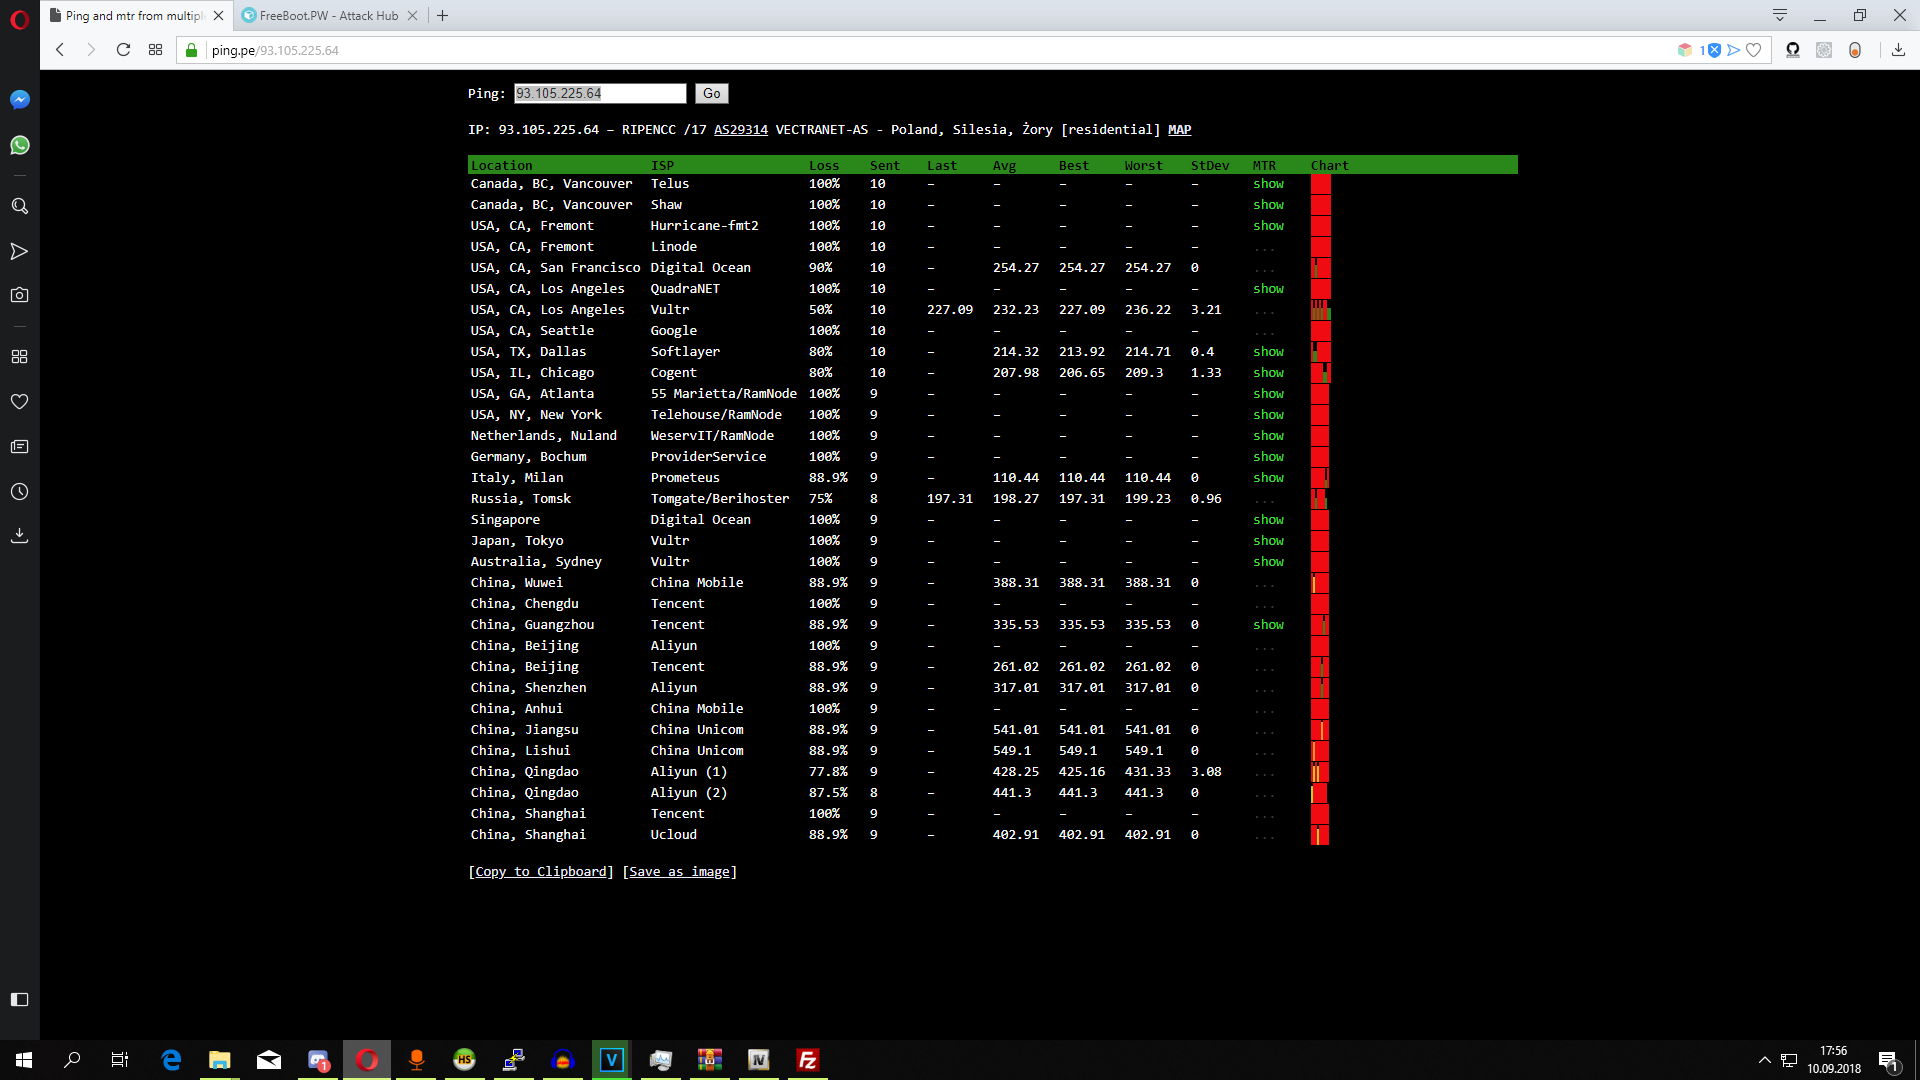 Ping and mtr from multiple
FreeBoot.PW - Attack Hub
ping.pe/93.105.225.64
1
Ping: 93.105.225.64 Go
IP: 93.105.225.64 – RIPENCC /17 AS29314 VECTRANET-AS - Poland, Silesia, Żory [residential] MAP
Location ISP Loss Sent Last Avg Best Worst StDev MTR Chart
Canada, BC, Vancouver Telus 100% 10 – – – – – show
Canada, BC, Vancouver Shaw 100% 10 – – – – – show
USA, CA, Fremont Hurricane-fmt2 100% 10 – – – – – show
USA, CA, Fremont Linode 100% 10 – – – – – ...
USA, CA, San Francisco Digital Ocean 90% 10 – 254.27 254.27 254.27 0 ...
USA, CA, Los Angeles QuadraNET 100% 10 – – – – – show
USA, CA, Los Angeles Vultr 50% 10 227.09 232.23 227.09 236.22 3.21 ...
USA, CA, Seattle Google 100% 10 – – – – – ...
USA, TX, Dallas Softlayer 80% 10 – 214.32 213.92 214.71 0.4 show
USA, IL, Chicago Cogent 80% 10 – 207.98 206.65 209.3 1.33 show
USA, GA, Atlanta 55 Marietta/RamNode 100% 9 – – – – – show
USA, NY, New York Telehouse/RamNode 100% 9 – – – – – show
Netherlands, Nuland WeservIT/RamNode 100% 9 – – – – – show
Germany, Bochum ProviderService 100% 9 – – – – – show
Italy, Milan Prometeus 88.9% 9 – 110.44 110.44 110.44 0 show
Russia, Tomsk Tomgate/Berihoster 75% 8 197.31 198.27 197.31 199.23 0.96 ...
Singapore Digital Ocean 100% 9 – – – – – show
Japan, Tokyo Vultr 100% 9 – – – – – show
Australia, Sydney Vultr 100% 9 – – – – – show
China, Wuwei China Mobile 88.9% 9 – 388.31 388.31 388.31 0 ...
China, Chengdu Tencent 100% 9 – – – – – ...
China, Guangzhou Tencent 88.9% 9 – 335.53 335.53 335.53 0 show
China, Beijing Aliyun 100% 9 – – – – – ...
China, Beijing Tencent 88.9% 9 – 261.02 261.02 261.02 0 ...
China, Shenzhen Aliyun 88.9% 9 – 317.01 317.01 317.01 0 ...
China, Anhui China Mobile 100% 9 – – – – – ...
China, Jiangsu China Unicom 88.9% 9 – 541.01 541.01 541.01 0 ...
China, Lishui China Unicom 88.9% 9 – 549.1 549.1 549.1 0 ...
China, Qingdao Aliyun (1) 77.8% 9 – 428.25 425.16 431.33 3.08 ...
China, Qingdao Aliyun (2) 87.5% 8 – 441.3 441.3 441.3 0 ...
China, Shanghai Tencent 100% 9 – – – – – ...
China, Shanghai Ucloud 88.9% 9 – 402.91 402.91 402.91 0 ...
[Copy to Clipboard] [Save as image]
1
HS
V
IV
FZ
17:56
10.09.2018
1